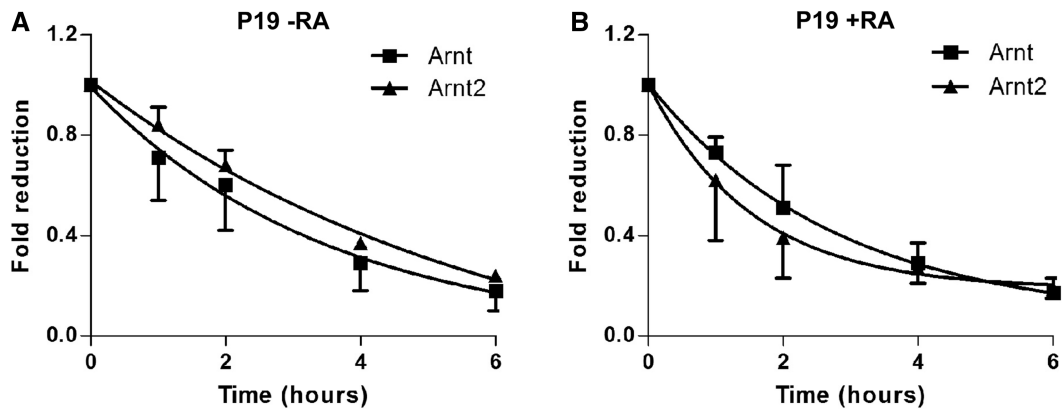 A
P19 -RA
1.2
0.8
0.4
0.0
Fold reduction
Arnt
Arnt2
0
2
4
6
Time (hours)
B
P19 +RA
1.2
0.8
0.4
0.0
Fold reduction
Arnt
Arnt2
0
2
4
6
Time (hours)